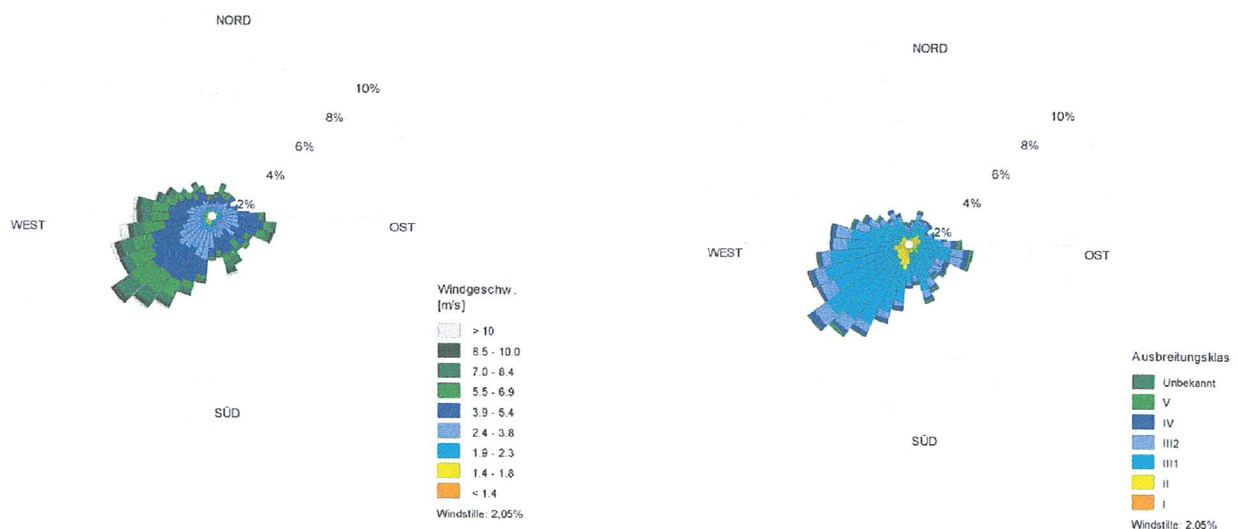 NORD
10%
8%
6%
4%
2%
WEST
OST
SÜD
Windgeschw.
[m/s]
> 10
8.5 - 10.0
7.0 - 8.4
5.5 - 6.9
3.9 - 5.4
2.4 - 3.8
1.9 - 2.3
1.4 - 1.8
< 1.4
Windstille: 2,05%
NORD
10%
8%
6%
4%
2%
WEST
OST
SÜD
Ausbreitungsklas
Unbekannt
V
IV
III2
III1
II
I
Windstille: 2.05%